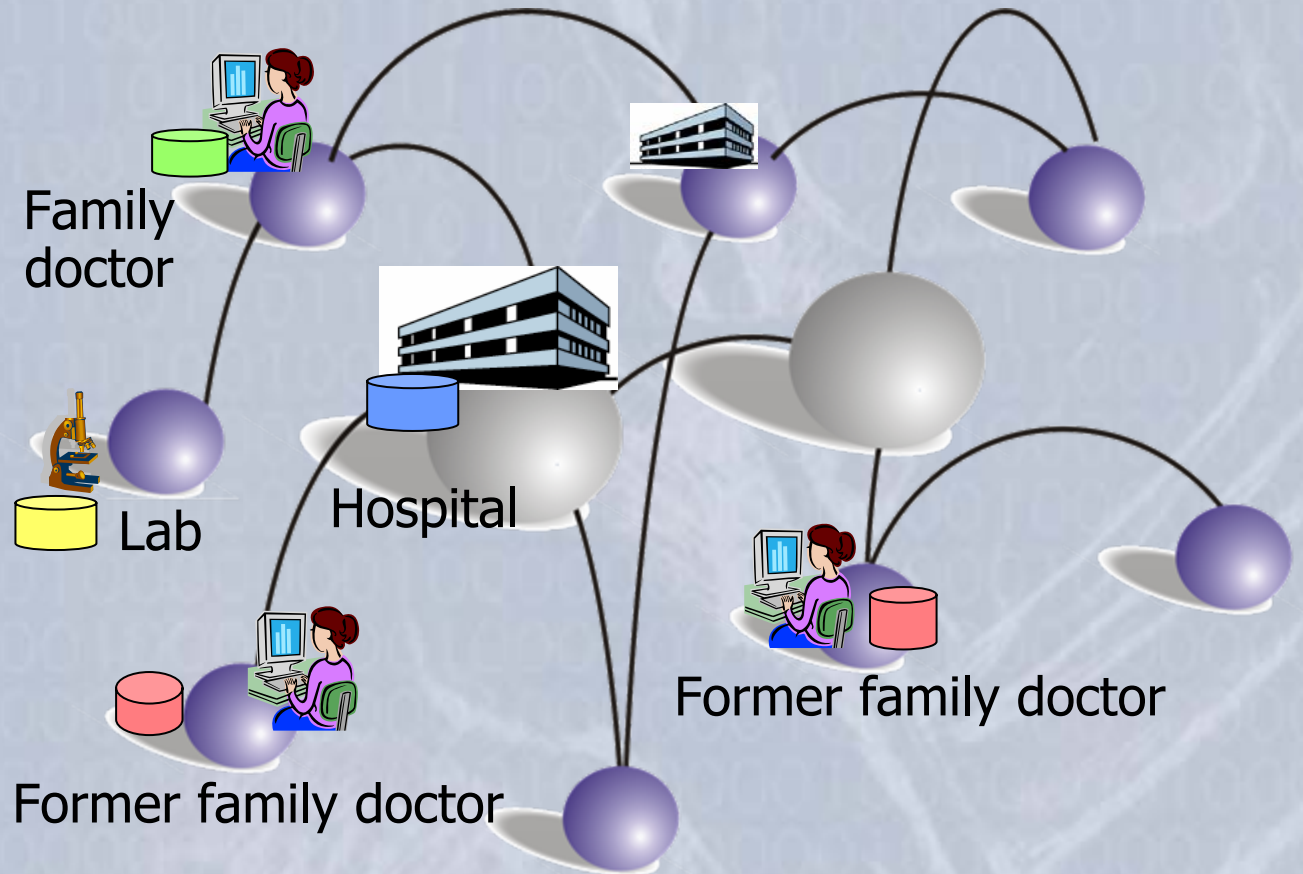 Family
doctor
Hospital
Lab
Former family doctor
Former family doctor